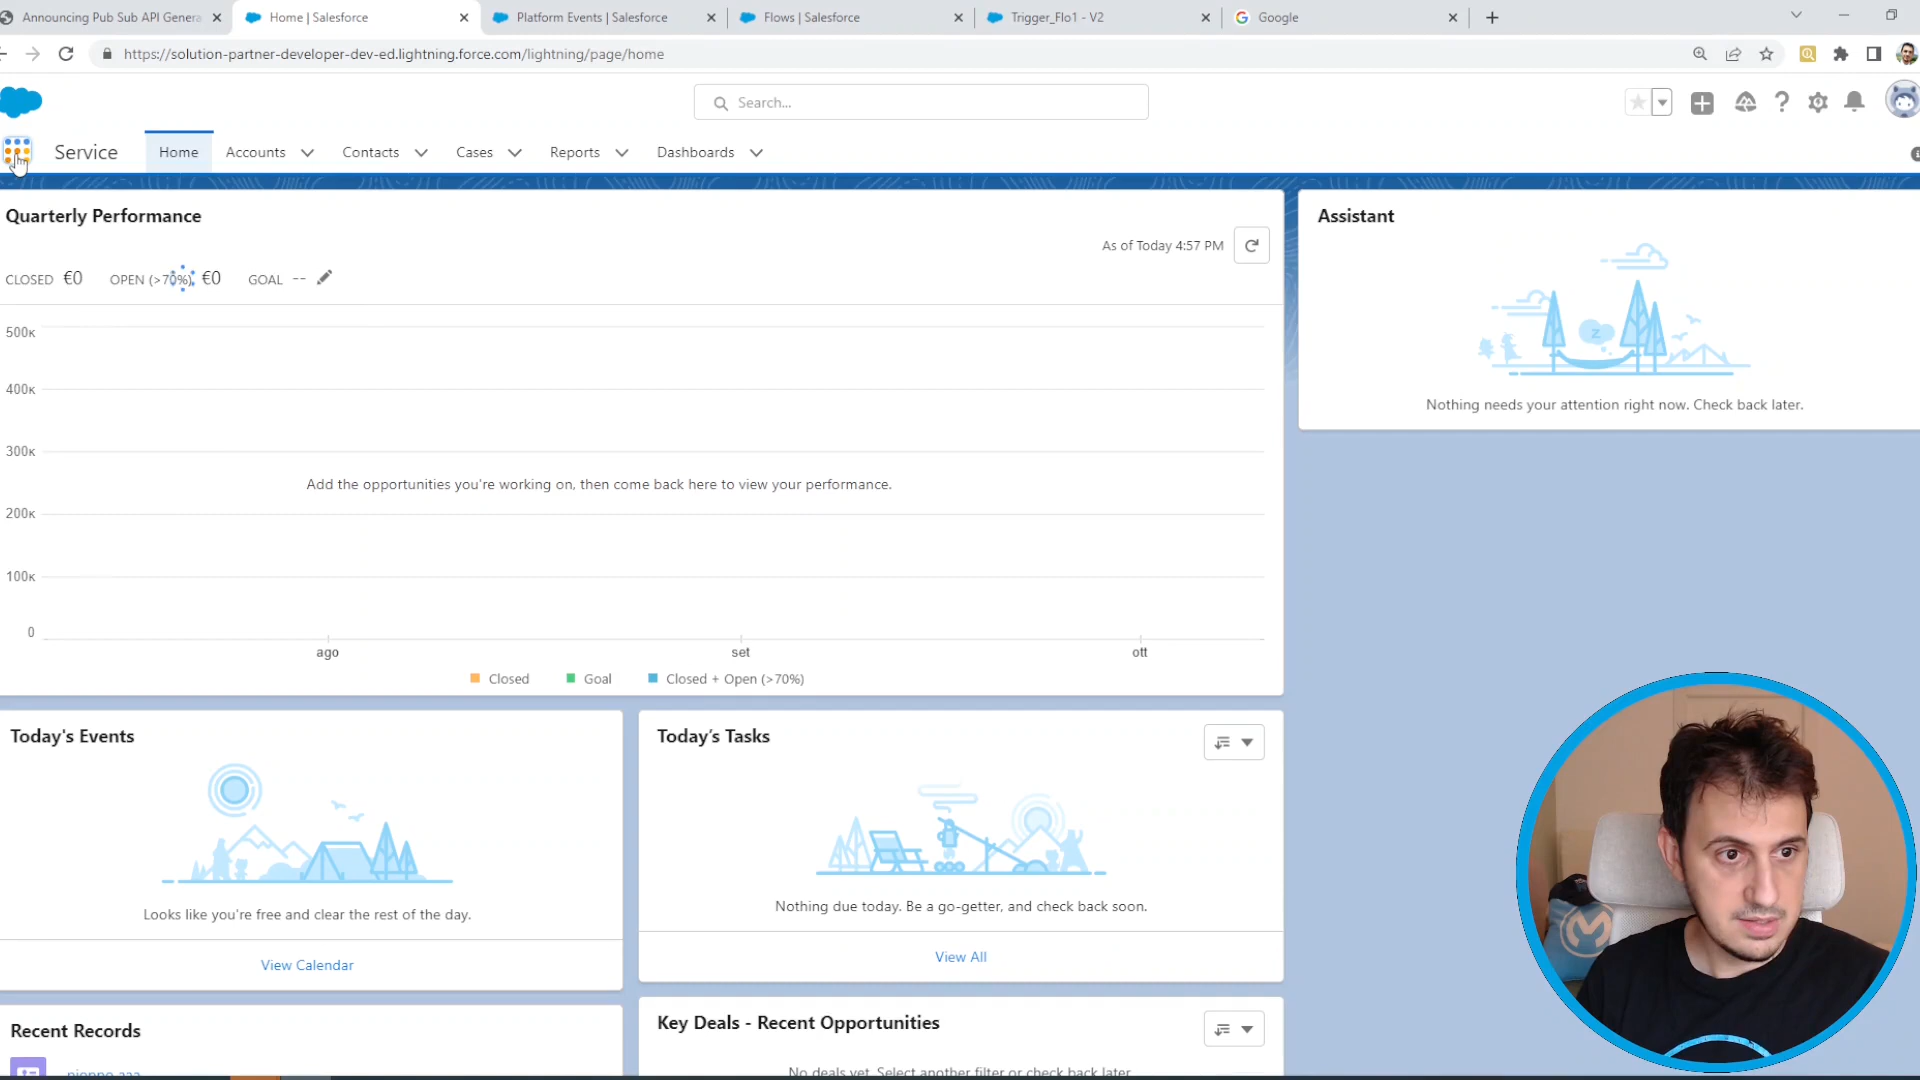 Announcing Pub Sub API Genera
Home | Salesforce
Platform Events | Salesforce
Flows | Salesforce
Trigger_Flo1 - V2
Google
https://solution-partner-developer-dev-ed.lightning.force.com/lightning/page/home
Search...
Service
Home
Accounts
Contacts
Cases
Reports
Dashboards
Quarterly Performance
As of Today 4:57 PM
CLOSED €0 OPEN (>70%) €0 GOAL --
500K
400K
300K
200K
100K
0
Add the opportunities you're working on, then come back here to view your performance.
ago
set
ott
Closed
Goal
Closed + Open (>70%)
Assistant
z
Nothing needs your attention right now. Check back later.
Today's Events
Looks like you're free and clear the rest of the day.
View Calendar
Today's Tasks
Nothing due today. Be a go-getter, and check back soon.
View All
Recent Records
Key Deals - Recent Opportunities
No deals yet. Select another filter or check back later.